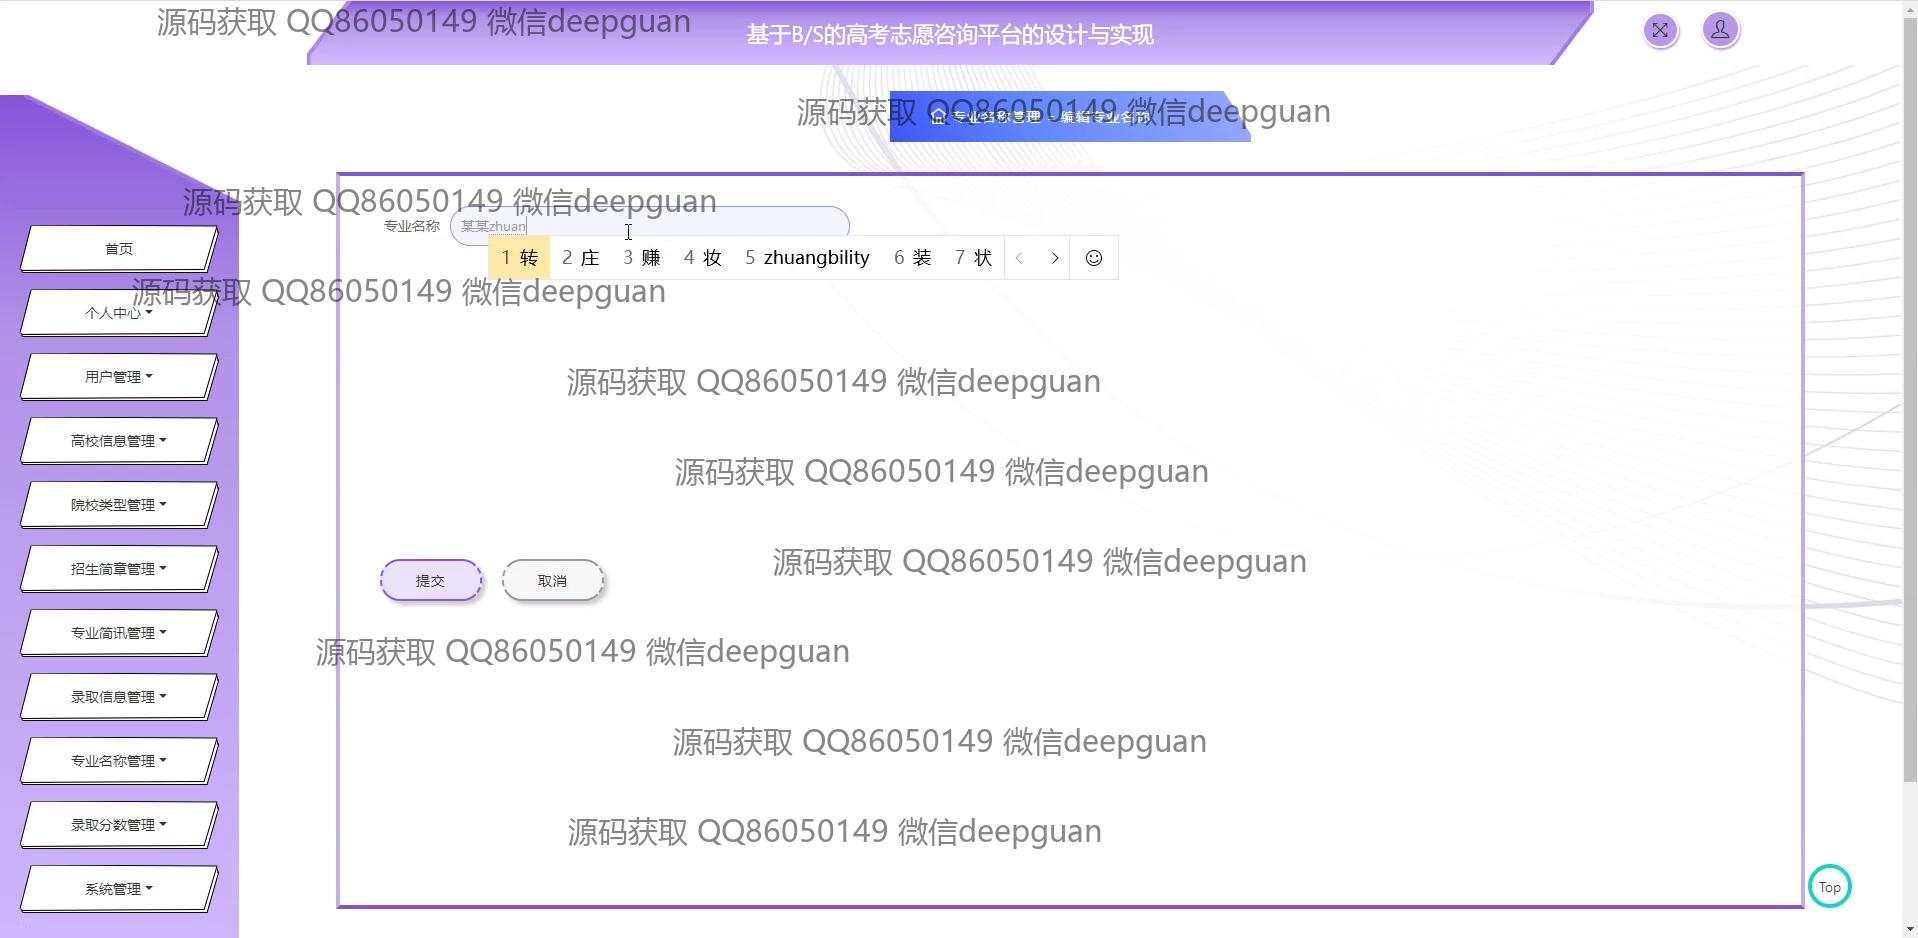 源码获取 QQ86050149 微信deepguan
基于B/S的高考志愿咨询平台的设计与实现
源码获取 QQ86050149 微信deepguan
专业名称管理 编辑专业名称
源码获取 QQ86050149 微信deepguan
专业名称 某某zhuan
1 转 2 庄 3 赚 4 妆 5 zhuangbility 6 装 7 状
首页
源码获取 QQ86050149 微信deepguan
个人中心
用户管理
源码获取 QQ86050149 微信deepguan
高校信息管理
源码获取 QQ86050149 微信deepguan
院校类型管理
源码获取 QQ86050149 微信deepguan
招生简章管理
提交 取消
专业简讯管理
源码获取 QQ86050149 微信deepguan
录取信息管理
源码获取 QQ86050149 微信deepguan
专业名称管理
录取分数管理
源码获取 QQ86050149 微信deepguan
系统管理
Top